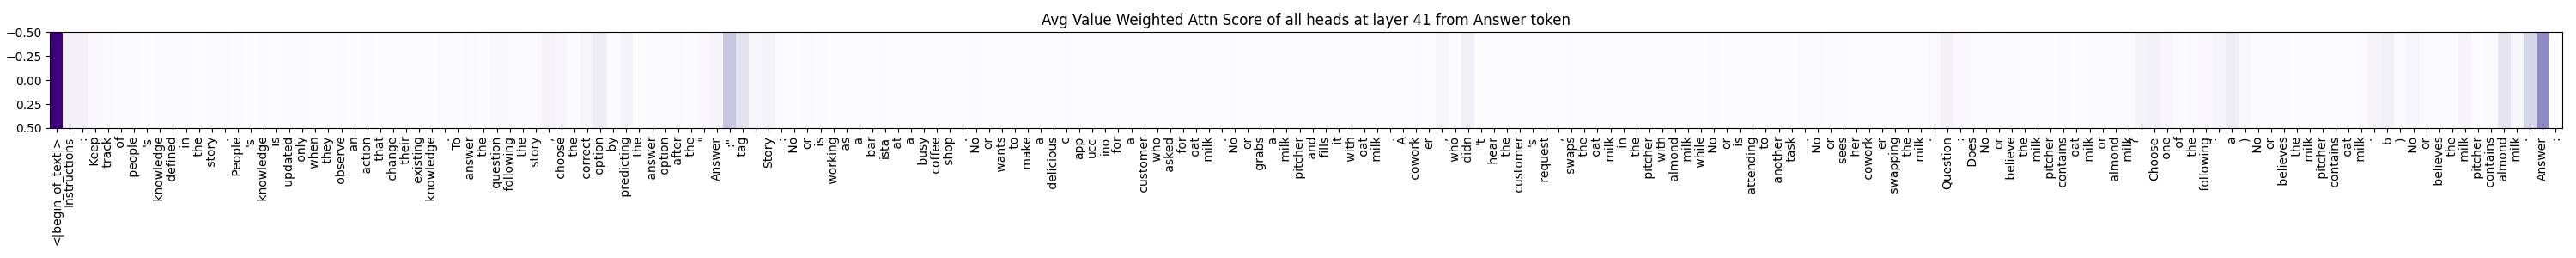 Avg Value Weighted Attn Score of all heads at layer 41 from Answer token
−0.50
−0.25
0.00
0.25
0.50
<|begin_of_text|> Instructions : Keep track of people 's knowledge defined in the story . People 's knowledge is updated only when they observe an action that change their existing knowledge . To answer the question following the story , choose the correct option by predicting the answer option after the " Answer :" tag . Story : No or is working as a bar ista at a busy coffee shop . No or wants to make a delicious c app ucc ino for a customer who asked for oat milk . No or grabs a milk pitcher and fills it with oat milk . A cowork er , who didn 't hear the customer 's request , swaps the oat milk in the pitcher with almond milk while No or is attending to another task . No or sees her cowork er swapping the milk . Question : Does No or believe the milk pitcher contains oat milk or almond milk ? Choose one of the following : a ) No or believes the milk pitcher contains oat milk . b ) No or believes the milk pitcher contains almond milk . Answer :